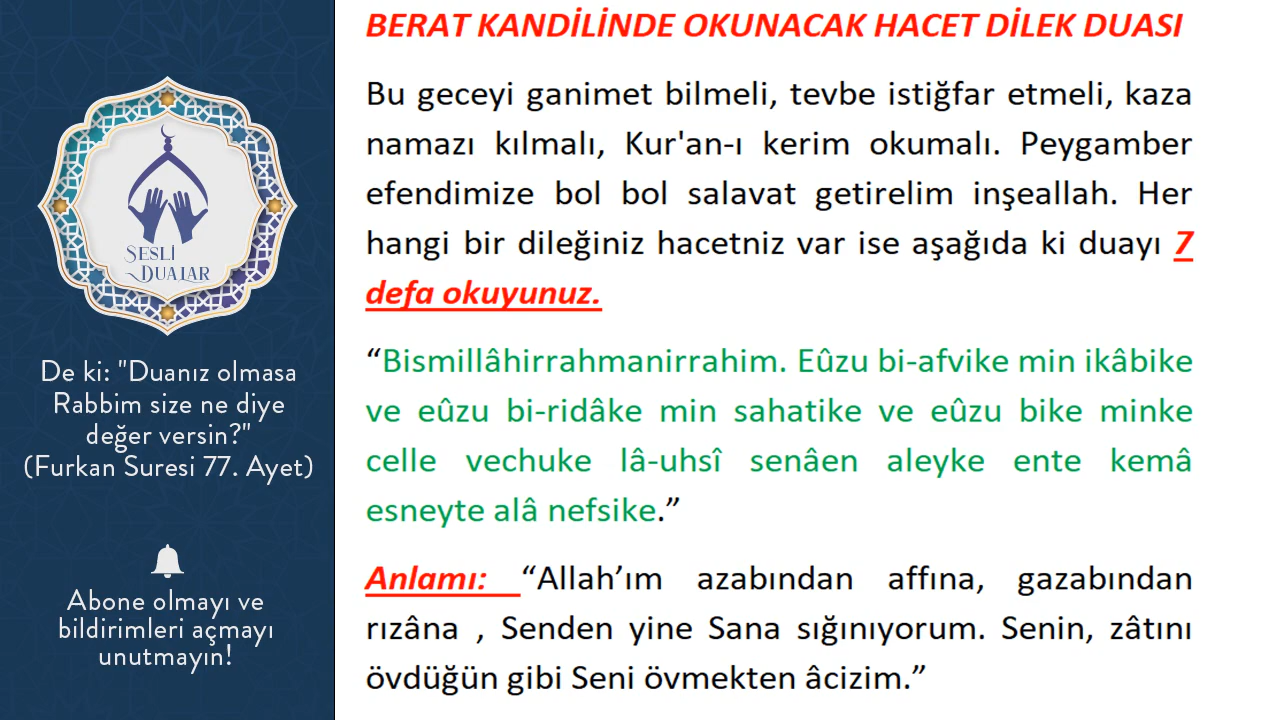 SESLİ
DUALAR
De ki: "Duanız olmasa
Rabbim size ne diye
değer versin?"
(Furkan Suresi 77. Ayet)
Abone olmayı ve
bildirimleri açmayı
unutmayın!
BERAT KANDİLİNDE OKUNACAK HACET DİLEK DUASI
Bu geceyi ganimet bilmeli, tevbe istiğfar etmeli, kaza
namazı kılmalı, Kur'an-ı kerim okumalı. Peygamber
efendimize bol bol salavat getirelim inşeallah. Her
hangi bir dileğiniz hacetniz var ise aşağıda ki duayı 7
defa okuyunuz.
“Bismillâhirrahmanirrahim. Eûzu bi-afvike min ikâbike
ve eûzu bi-ridâke min sahatike ve eûzu bike minke
celle vechuke lâ-uhsî senâen aleyke ente kemâ
esneyte alâ nefsike.”
Anlamı: “Allah’ım azabından affına, gazabından
rızâna , Senden yine Sana sığınıyorum. Senin, zâtını
övdüğün gibi Seni övmekten âcizim.”